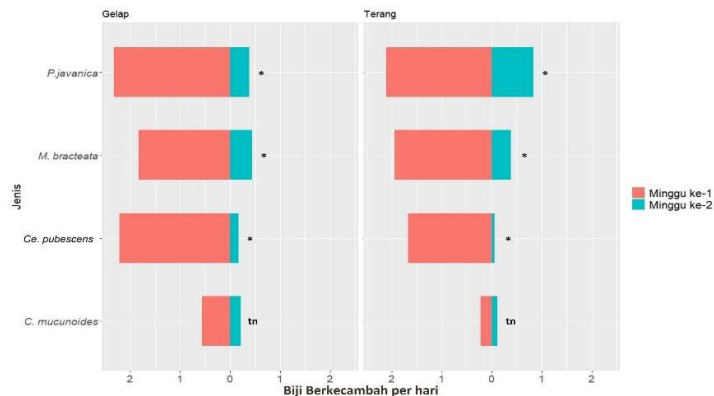 Gelap
Terang
P.javanica
M. bracteata
Ce. pubescens
C. mucunoides
Jenis
*
*
*
tn
*
*
*
tn
Minggu ke-1
Minggu ke-2
2 1 0 1 2
2 1 0 1 2
Biji Berkecambah per hari